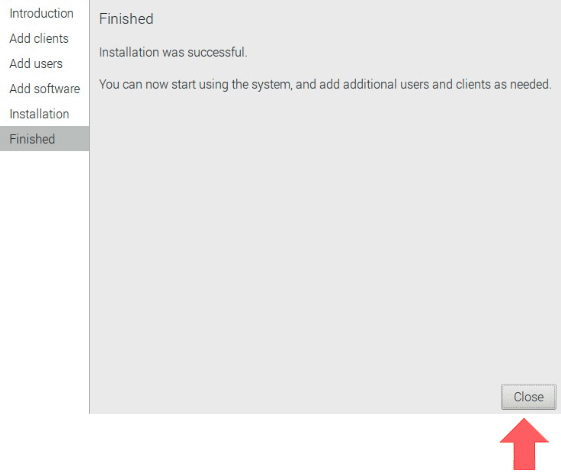 Introduction
Add clients
Add users
Add software
Installation
Finished
Finished
Installation was successful.
You can now start using the system, and add additional users and clients as needed.
Close